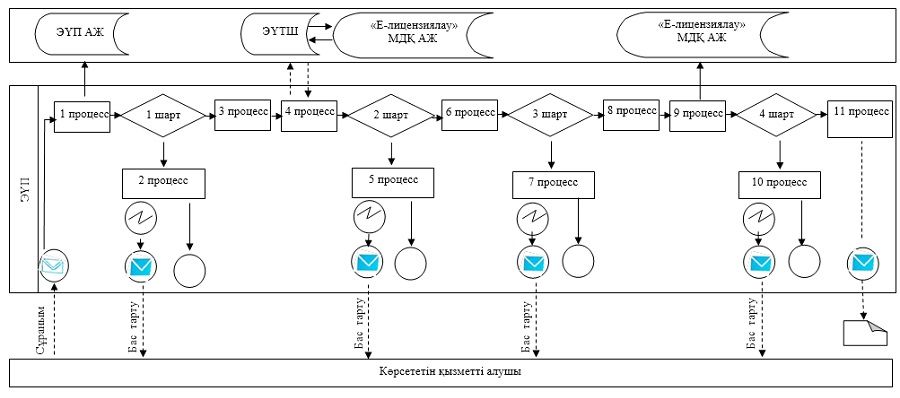 ЭҮП АЖ
ЭҮТШ
«Е-лицензиялау»
МДҚ АЖ
«Е-лицензиялау»
МДҚ АЖ
ЭҮП
1 процесс
1 шарт
3 процесс
4 процесс
2 шарт
6 процесс
3 шарт
8 процесс
9 процесс
4 шарт
11 процесс
2 процесс
5 процесс
7 процесс
10 процесс
Сұраным
Бас тарту
Бас тарту
Бас тарту
Бас тарту
Көрсететін қызметті алушы